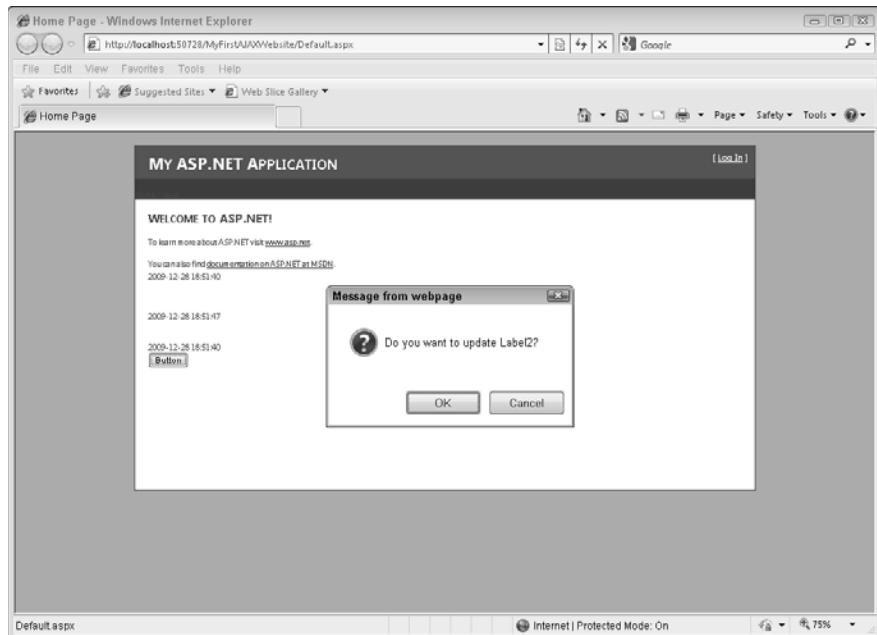 Home Page - Windows Internet Explorer
http://localhost:50728/MyFirstAJAXWebsite/Default.aspx
Google
File Edit View Favorites Tools Help
Favorites Suggested Sites Web Slice Gallery
Home Page Page Safety Tools
MY ASP.NET APPLICATION [ Log In ]
WELCOME TO ASP.NET!
To learn more about ASP.NET visit www.asp.net.
You can also find documentation on ASP.NET at MSDN.
2009-12-28 18:51:40
2009-12-28 18:51:47
2009-12-28 18:51:40
Button
Message from webpage
Do you want to update Label2?
OK Cancel
Default.aspx Internet | Protected Mode: On 75%